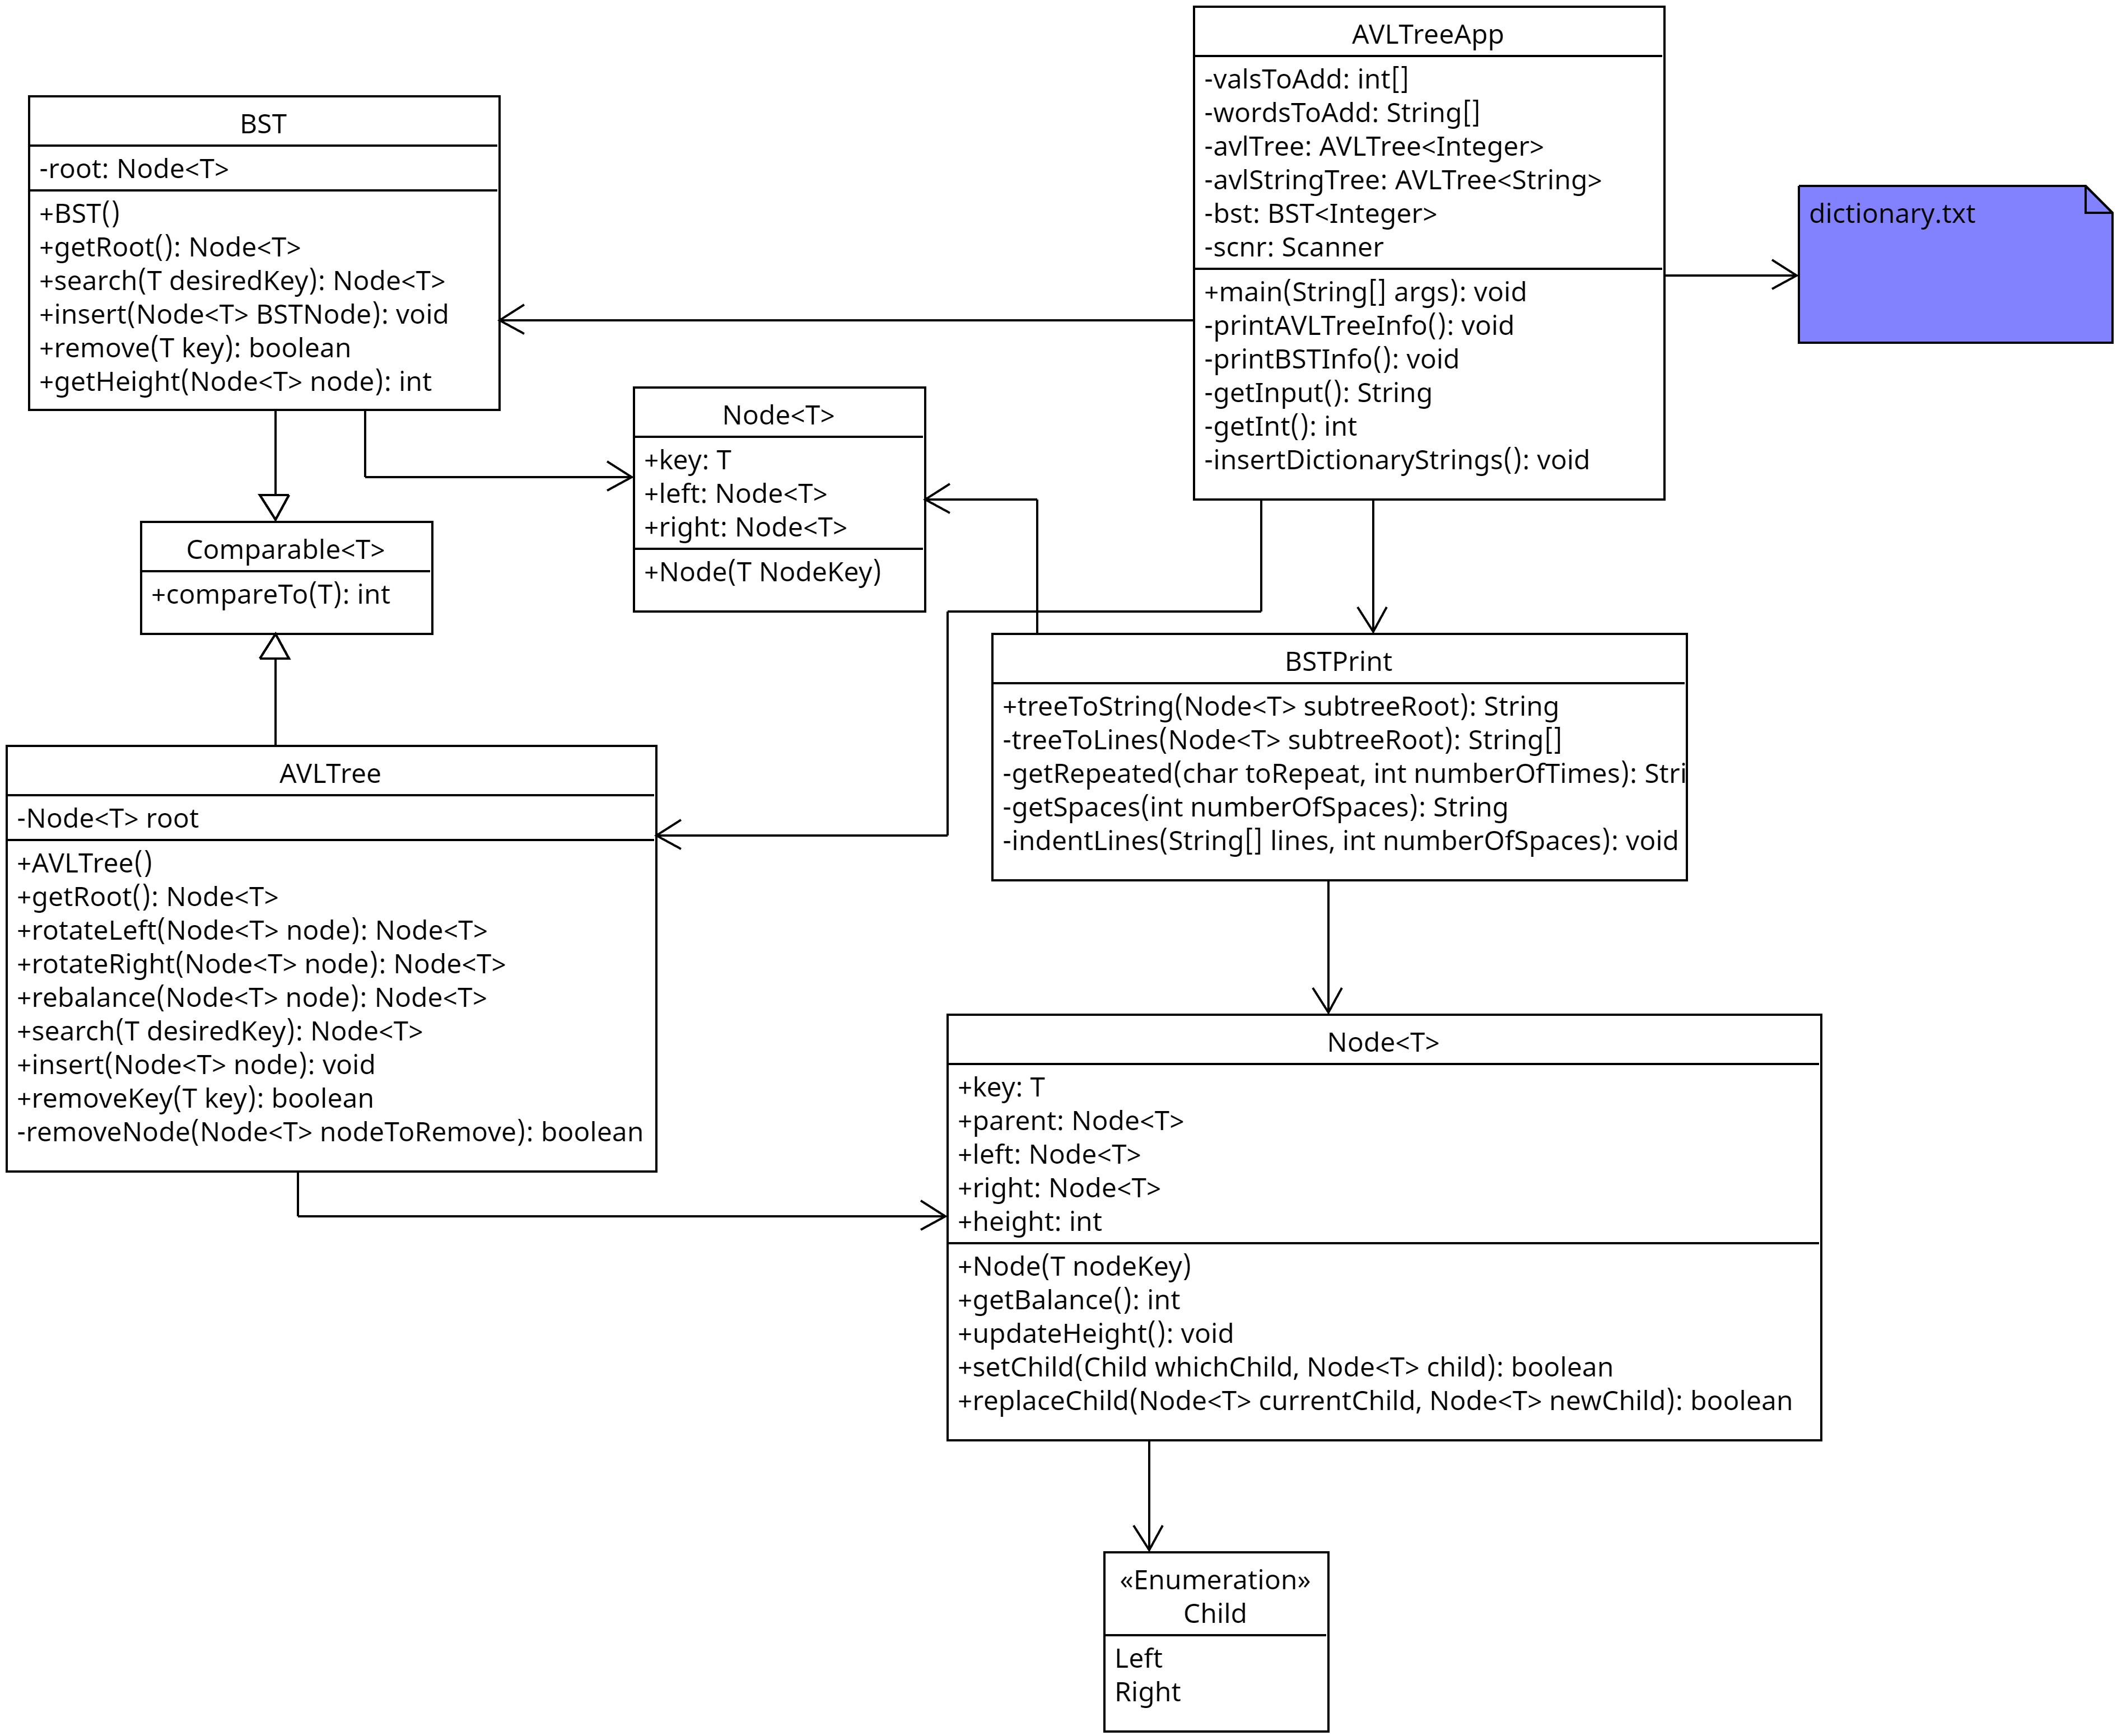 AVLTreeApp
-valsToAdd: int[]
-wordsToAdd: String[]
-avlTree: AVLTree<Integer>
-avlStringTree: AVLTree<String>
-bst: BST<Integer>
-scnr: Scanner
+main(String[] args): void
-printAVLTreeInfo(): void
-printBSTInfo(): void
-getInput(): String
-getInt(): int
-insertDictionaryStrings(): void
BST
-root: Node<T>
+BST()
+getRoot(): Node<T>
+search(T desiredKey): Node<T>
+insert(Node<T> BSTNode): void
+remove(T key): boolean
+getHeight(Node<T> node): int
dictionary.txt
Node<T>
+key: T
+left: Node<T>
+right: Node<T>
+Node(T NodeKey)
Comparable<T>
+compareTo(T): int
BSTPrint
+treeToString(Node<T> subtreeRoot): String
-treeToLines(Node<T> subtreeRoot): String[]
-getRepeated(char toRepeat, int numberOfTimes): Stri
-getSpaces(int numberOfSpaces): String
-indentLines(String[] lines, int numberOfSpaces): void
AVLTree
-Node<T> root
+AVLTree()
+getRoot(): Node<T>
+rotateLeft(Node<T> node): Node<T>
+rotateRight(Node<T> node): Node<T>
+rebalance(Node<T> node): Node<T>
+search(T desiredKey): Node<T>
+insert(Node<T> node): void
+removeKey(T key): boolean
-removeNode(Node<T> nodeToRemove): boolean
Node<T>
+key: T
+parent: Node<T>
+left: Node<T>
+right: Node<T>
+height: int
+Node(T nodeKey)
+getBalance(): int
+updateHeight(): void
+setChild(Child whichChild, Node<T> child): boolean
+replaceChild(Node<T> currentChild, Node<T> newChild): boolean
«Enumeration»
Child
Left
Right